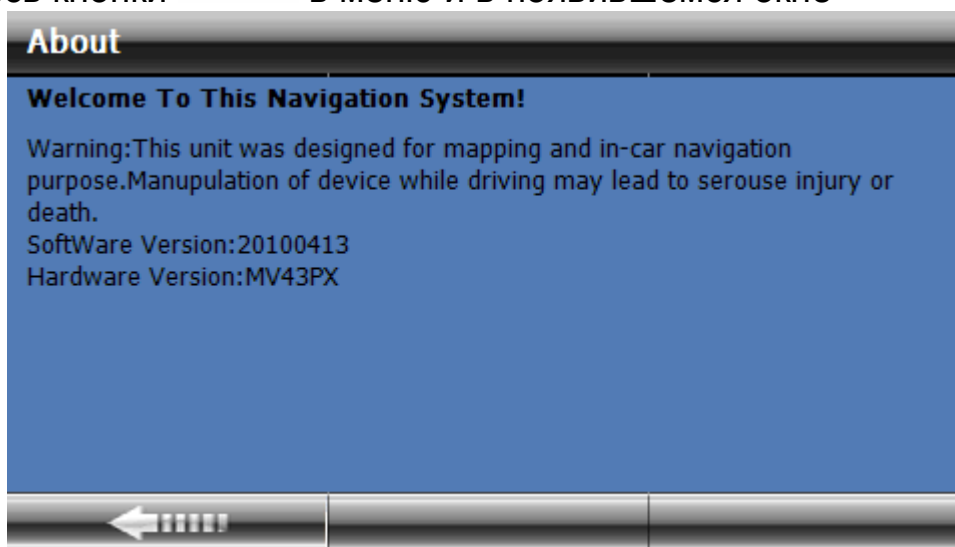 About
Welcome To This Navigation System!
Warning:This unit was designed for mapping and in-car navigation
purpose.Manupulation of device while driving may lead to serouse injury or
death.
SoftWare Version:20100413
Hardware Version:MV43PX